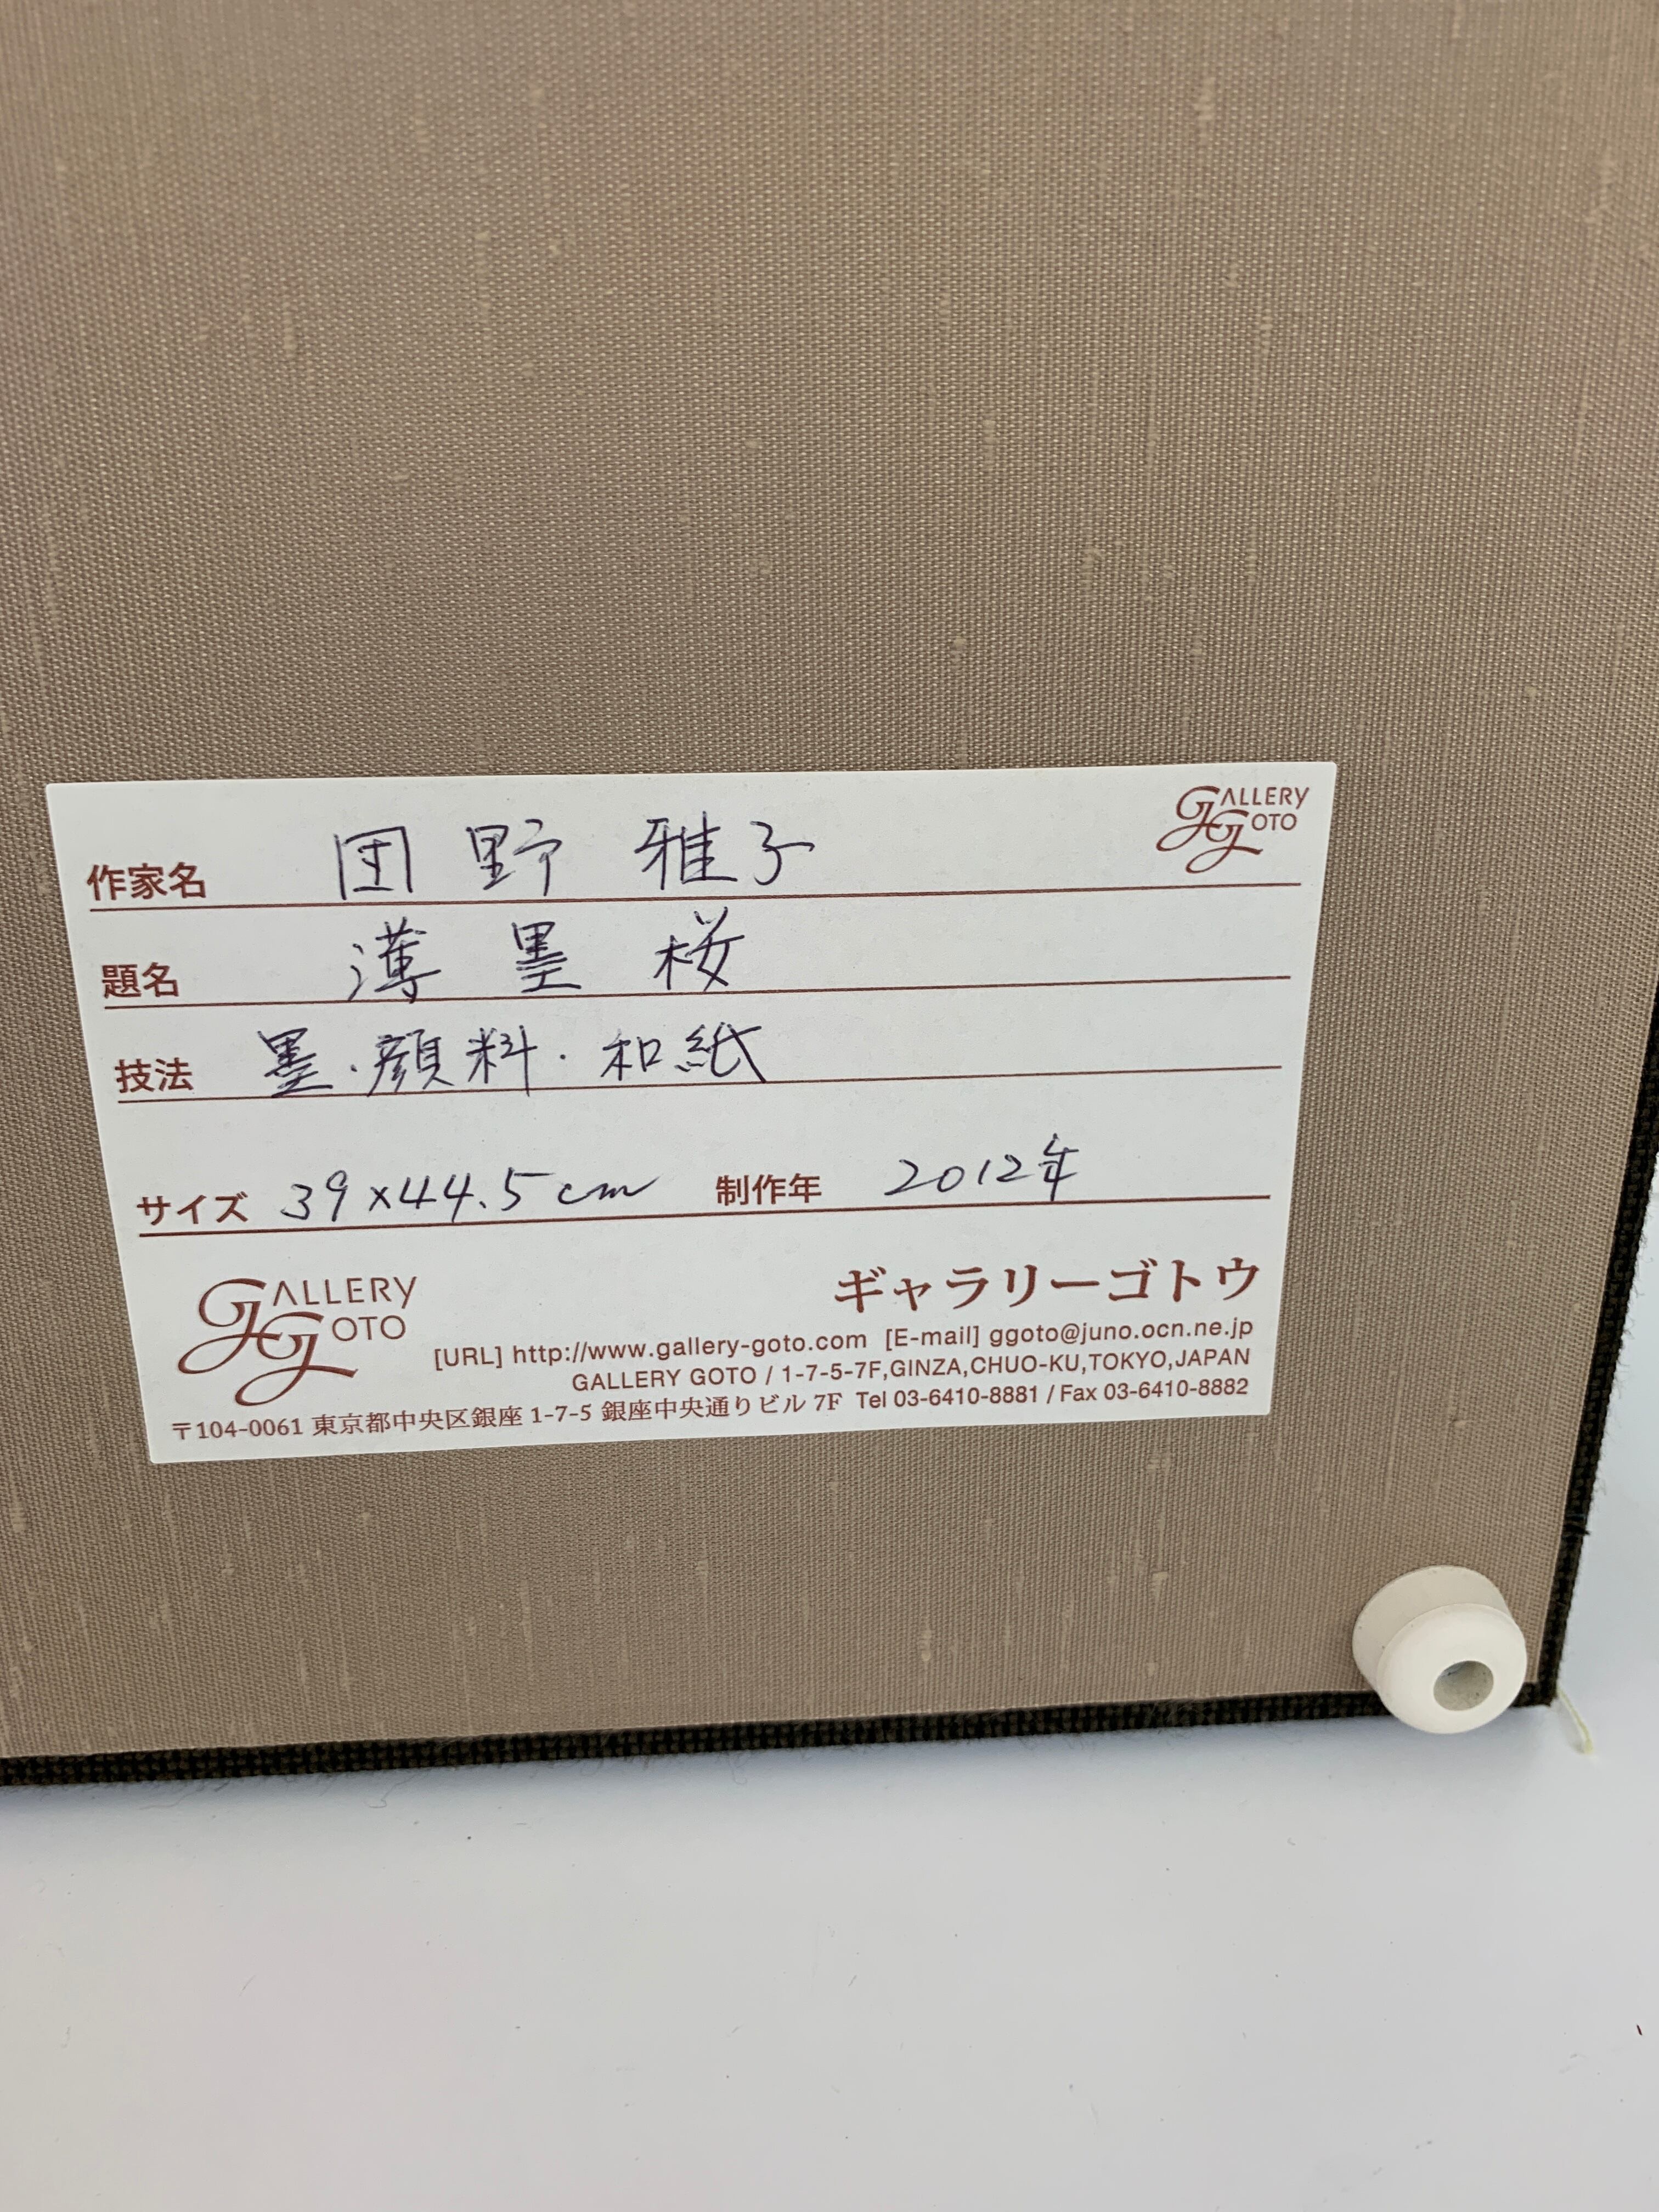 GALLERY GOTO
作家名 団野 雅子
題名 薄墨桜
技法 墨・顔料・和紙
サイズ 39×44.5cm 制作年 2012年
GALLERY GOTO
ギャラリーゴトウ
[URL] http://www.gallery-goto.com [E-mail] ggoto@juno.ocn.ne.jp
GALLERY GOTO / 1-7-5-7F,GINZA,CHUO-KU,TOKYO,JAPAN
〒104-0061 東京都中央区銀座 1-7-5 銀座中央通りビル 7F Tel 03-6410-8881 / Fax 03-6410-8882